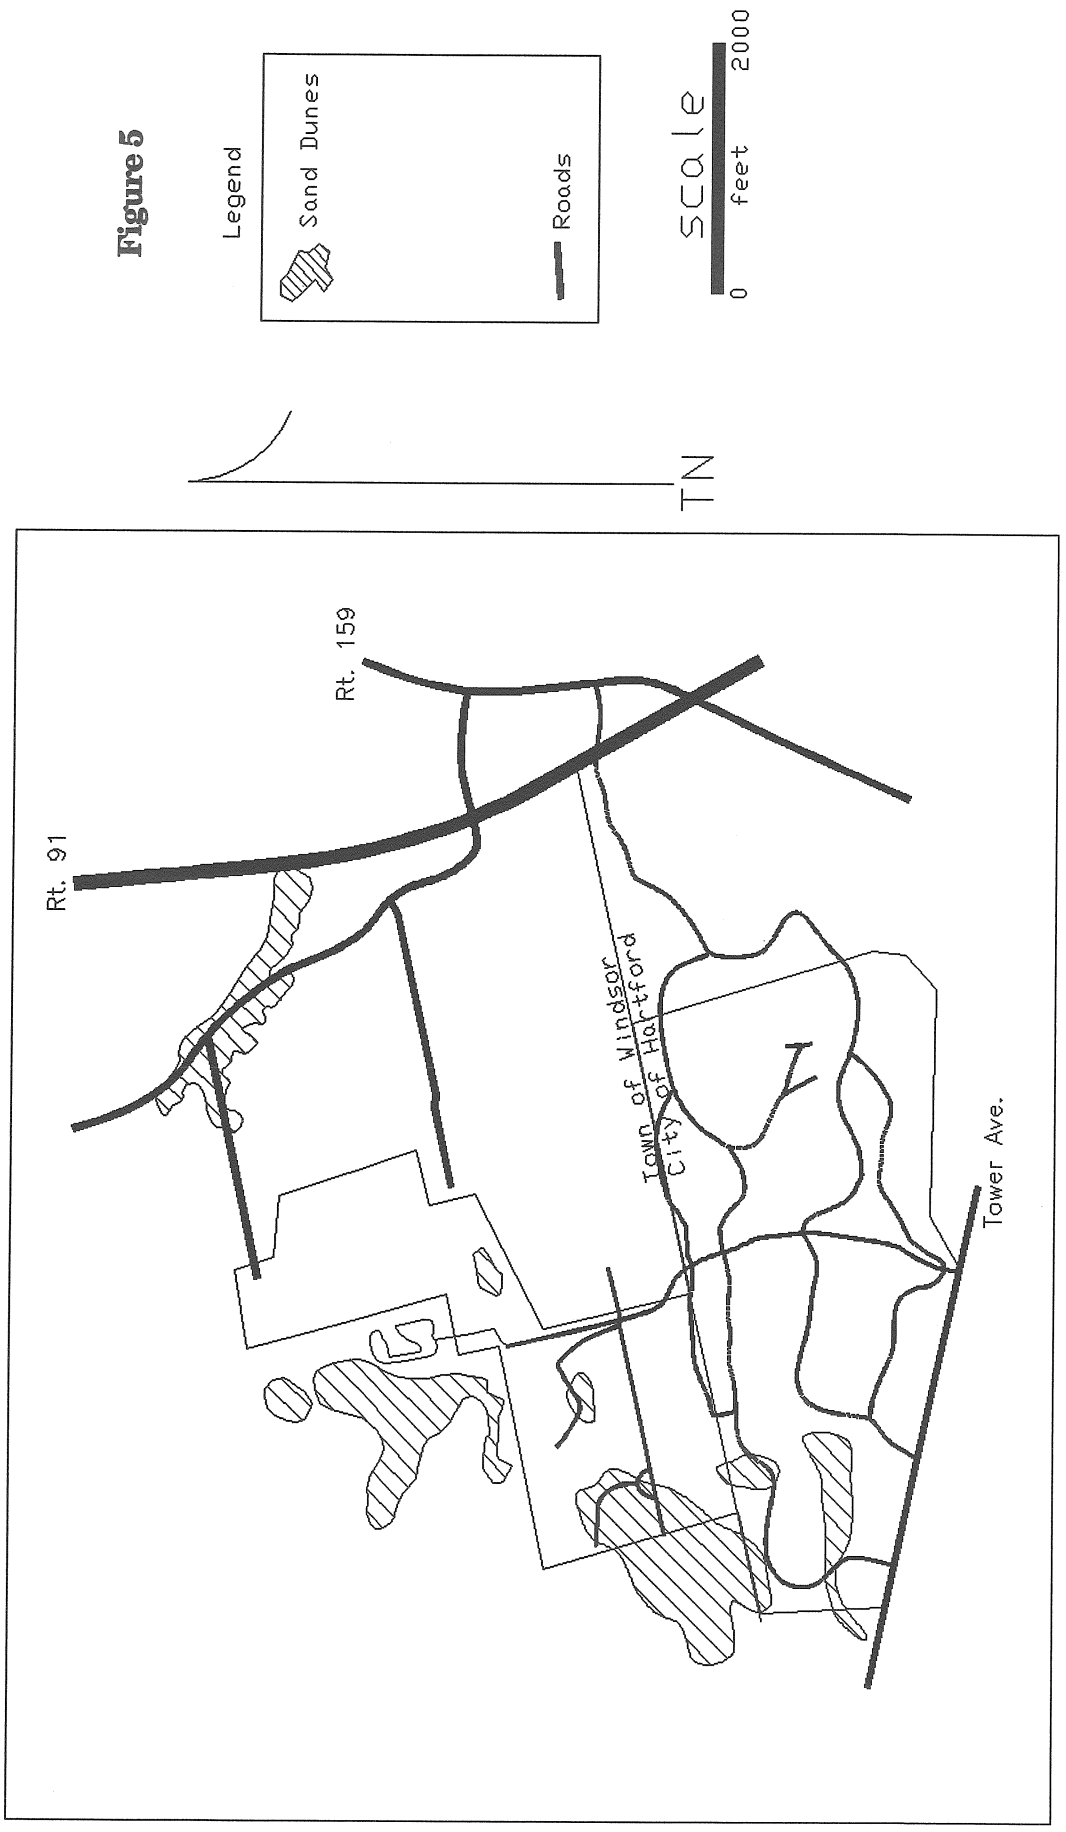 Figure 5
Legend
Sand Dunes
Roads
scale
0 feet 2000
TN
Rt. 91
Rt. 159
Town of Windsor
City of Hartford
Tower Ave.